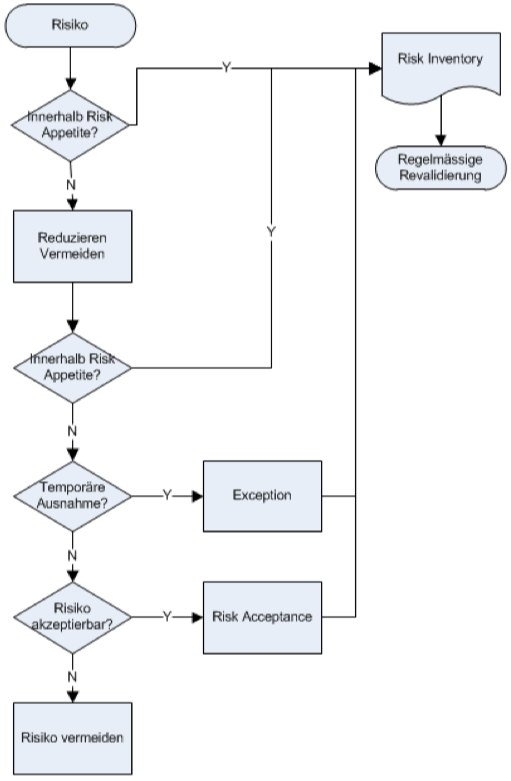 Risiko
Y
Risk Inventory
Innerhalb Risk
Appetite?
Regelmässige
Revalidierung
N
Reduzieren
Vermeiden
Y
Innerhalb Risk
Appetite?
N
Temporäre
Ausnahme?
Y
Exception
N
Risiko
akzeptierbar?
Y
Risk Acceptance
N
Risiko vermeiden